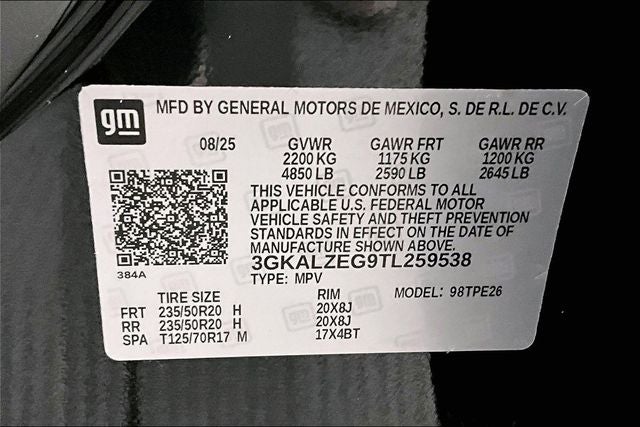 gm MFD BY GENERAL MOTORS DE MEXICO, S. DE R.L. DE C.V.
08/25 GVWR GAWR FRT GAWR RR
2200 KG 1175 KG 1200 KG
4850 LB 2590 LB 2645 LB
THIS VEHICLE CONFORMS TO ALL
APPLICABLE U.S. FEDERAL MOTOR
VEHICLE SAFETY AND THEFT PREVENTION
STANDARDS IN EFFECT ON THE DATE OF
MANUFACTURE SHOWN ABOVE.
3GKALZEG9TL259538
384A
TYPE: MPV MODEL: 98TPE26
TIRE SIZE RIM
FRT 235/50R20 H 20X8J
RR 235/50R20 H 20X8J
SPA T125/70R17 M 17X4BT